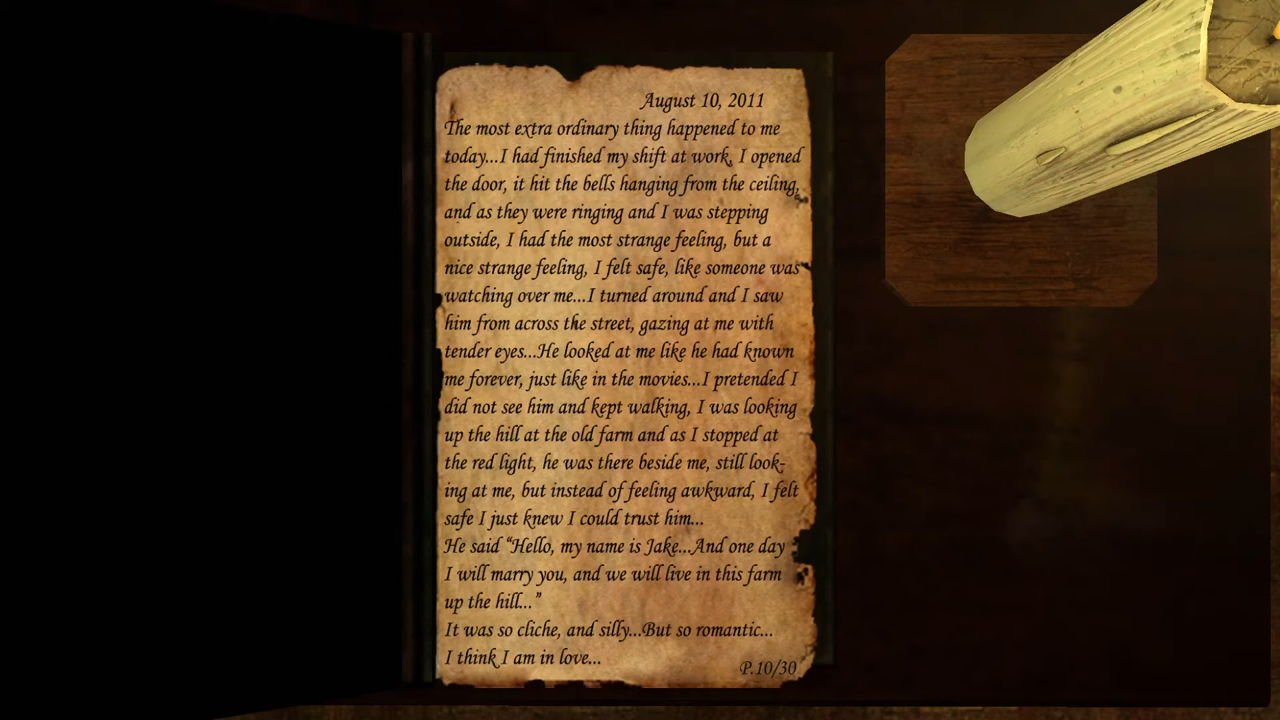 August 10, 2011
The most extra ordinary thing happened to me
today...I had finished my shift at work, I opened
the door, it hit the bells hanging from the ceiling,
and as they were ringing and I was stepping
outside, I had the most strange feeling, but a
nice strange feeling, I felt safe, like someone was
watching over me...I turned around and I saw
him from across the street, gazing at me with
tender eyes...He looked at me like he had known
me forever, just like in the movies...I pretended I
did not see him and kept walking, I was looking
up the hill at the old farm and as I stopped at
the red light, he was there beside me, still look-
ing at me, but instead of feeling awkward, I felt
safe I just knew I could trust him...
He said “Hello, my name is Jake...And one day
I will marry you, and we will live in this farm
up the hill...”
It was so cliche, and silly...But so romantic...
I think I am in love...
P.10/30